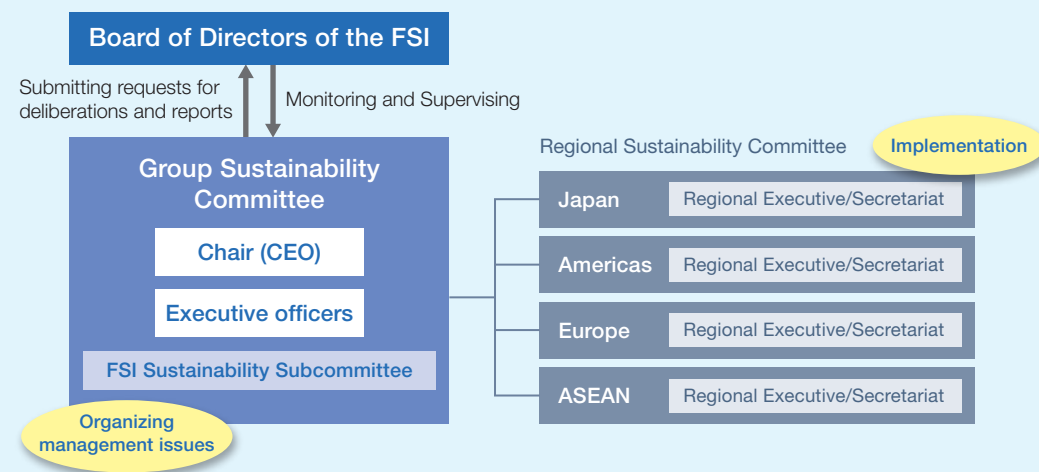 Board of Directors of the FSI
Submitting requests for
deliberations and reports
Monitoring and Supervising
Group Sustainability
Committee
Chair (CEO)
Executive officers
FSI Sustainability Subcommittee
Organizing
management issues
Regional Sustainability Committee
Implementation
Japan
Regional Executive/Secretariat
Americas
Regional Executive/Secretariat
Europe
Regional Executive/Secretariat
ASEAN
Regional Executive/Secretariat